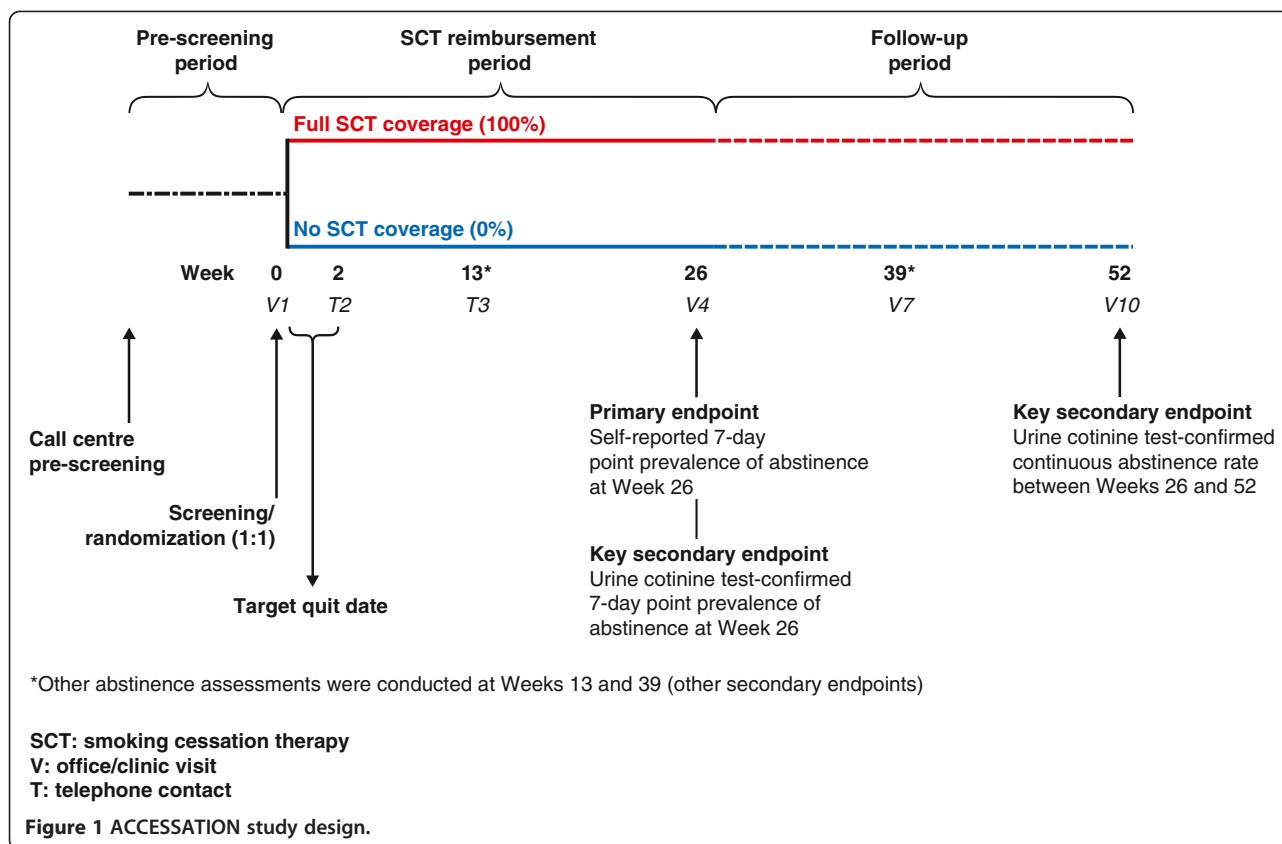 Pre-screening
period
SCT reimbursement
period
Follow-up
period
Full SCT coverage (100%)
No SCT coverage (0%)
Week 0 2 13* 26 39* 52
V1 T2 T3 V4 V7 V10
Call centre
pre-screening
Screening/
randomization (1:1)
Target quit date
Primary endpoint
Self-reported 7-day
point prevalence of abstinence
at Week 26
Key secondary endpoint
Urine cotinine test-confirmed
7-day point prevalence of
abstinence at Week 26
Key secondary endpoint
Urine cotinine test-confirmed
continuous abstinence rate
between Weeks 26 and 52
*Other abstinence assessments were conducted at Weeks 13 and 39 (other secondary endpoints)
SCT: smoking cessation therapy
V: office/clinic visit
T: telephone contact
Figure 1 ACCESSATION study design.